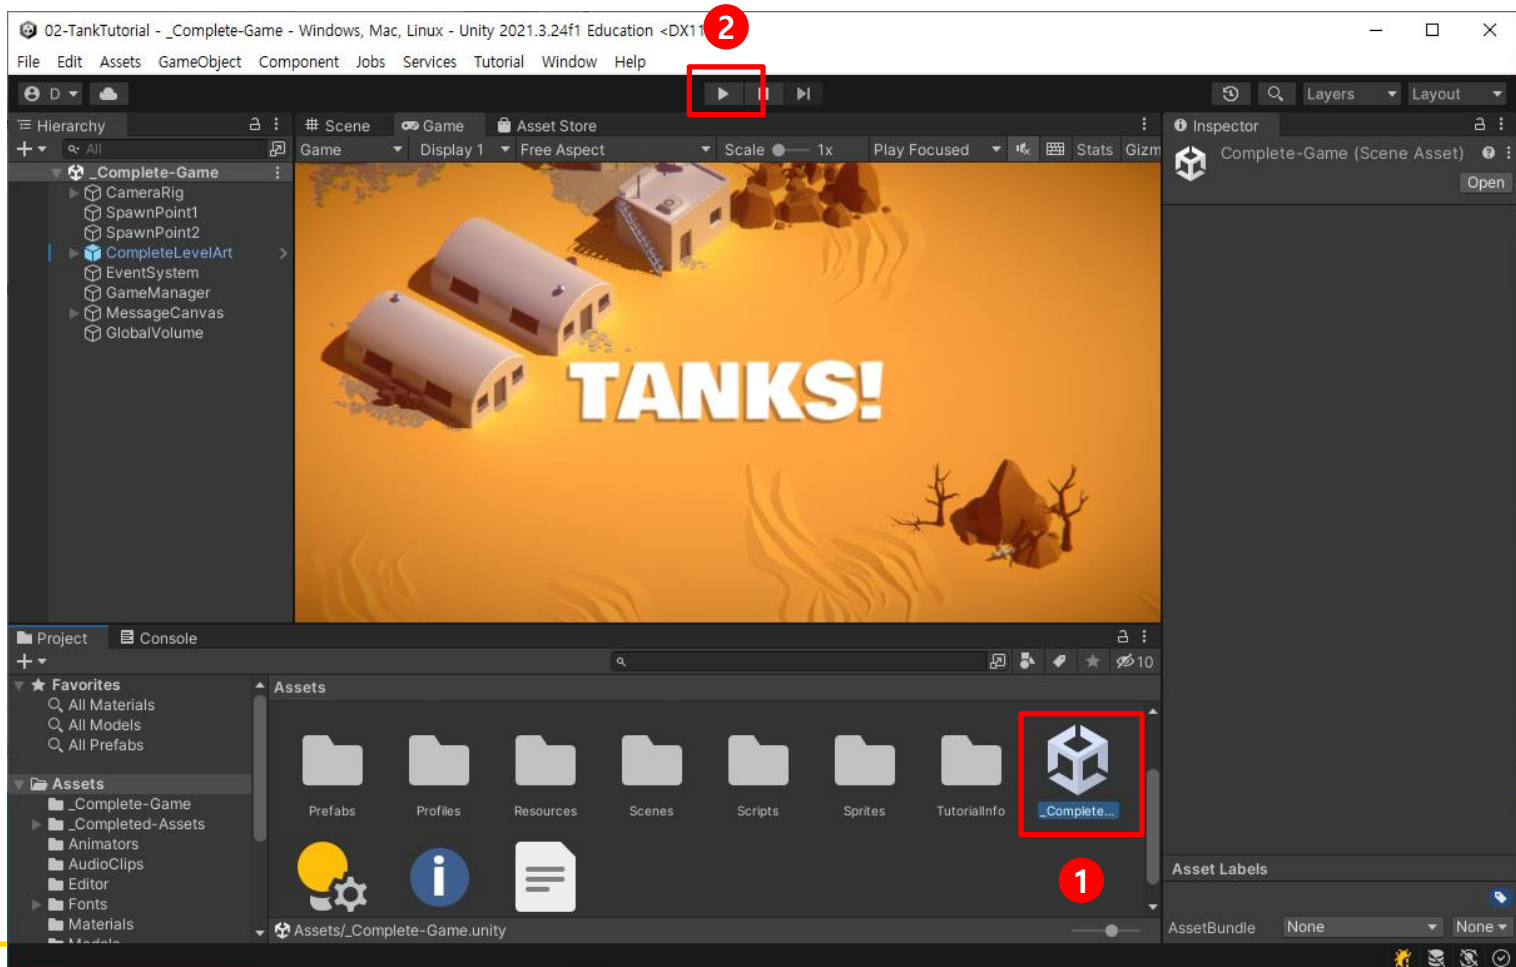 02-TankTutorial - _Complete-Game - Windows, Mac, Linux - Unity 2021.3.24f1 Education <DX11
2
File Edit Assets GameObject Component Jobs Services Tutorial Window Help
D
Layers Layout
Hierarchy
# Scene Game Asset Store
Inspector
All
Game Display 1 Free Aspect Scale 1x Play Focused Stats Gizm
Complete-Game (Scene Asset)
Open
_Complete-Game
CameraRig
SpawnPoint1
SpawnPoint2
CompleteLevelArt
EventSystem
GameManager
MessageCanvas
GlobalVolume
TANKS!
Project Console
10
Favorites
All Materials
All Models
All Prefabs
Assets
_Complete-Game
_Completed-Assets
Animators
AudioClips
Editor
Fonts
Materials
Models
Assets
Prefabs Profiles Resources Scenes Scripts Sprites TutorialInfo _Complete...
1
Assets/_Complete-Game.unity
Asset Labels
AssetBundle None None